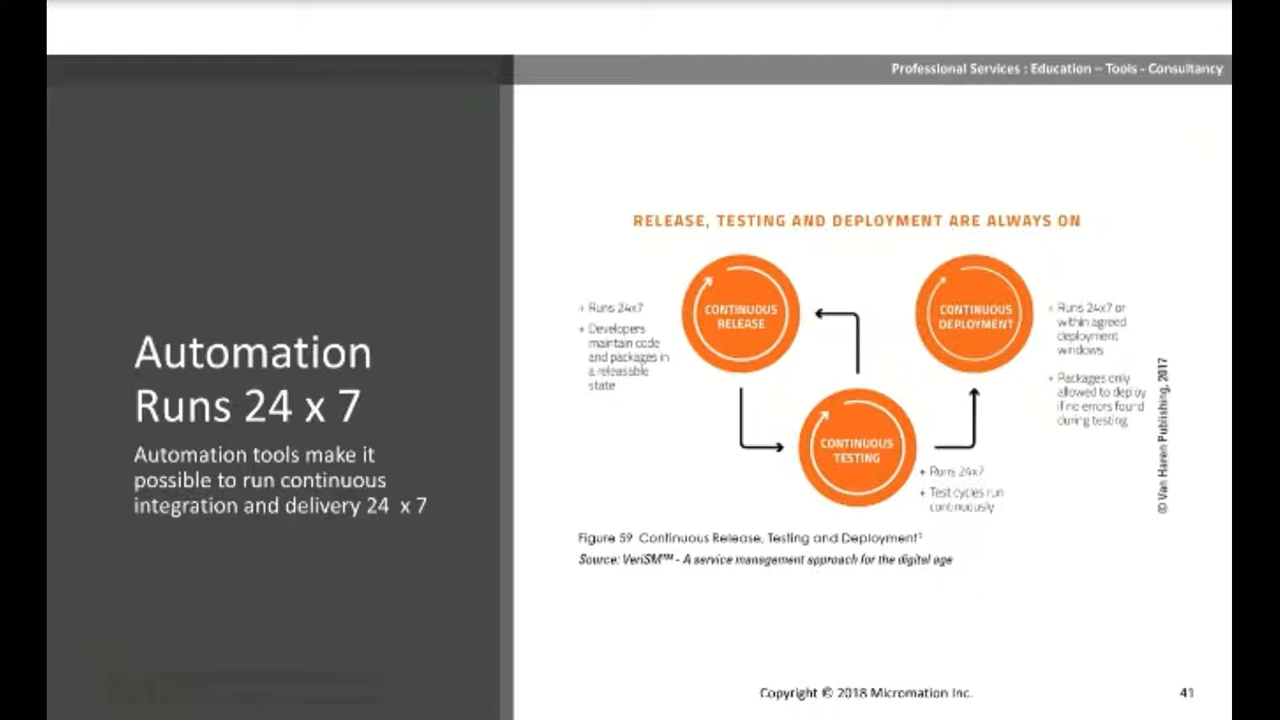 Professional Services : Education – Tools - Consultancy
Automation
Runs 24 x 7
Automation tools make it
possible to run continuous
integration and delivery 24 x 7
RELEASE, TESTING AND DEPLOYMENT ARE ALWAYS ON
+ Runs 24x7
+ Developers
maintain code
and packages in
a releasable
state
CONTINUOUS
RELEASE
CONTINUOUS
DEPLOYMENT
+ Runs 24x7 or
within agreed
deployment
windows
+ Packages only
allowed to deploy
if no errors found
during testing
CONTINUOUS
TESTING
+ Runs 24x7
+ Test cycles run
continuously
© Van Haren Publishing, 2017
Figure 59 Continuous Release, Testing and Deployment
Source: VeriSM™ - A service management approach for the digital age
Copyright © 2018 Micromation Inc.
41